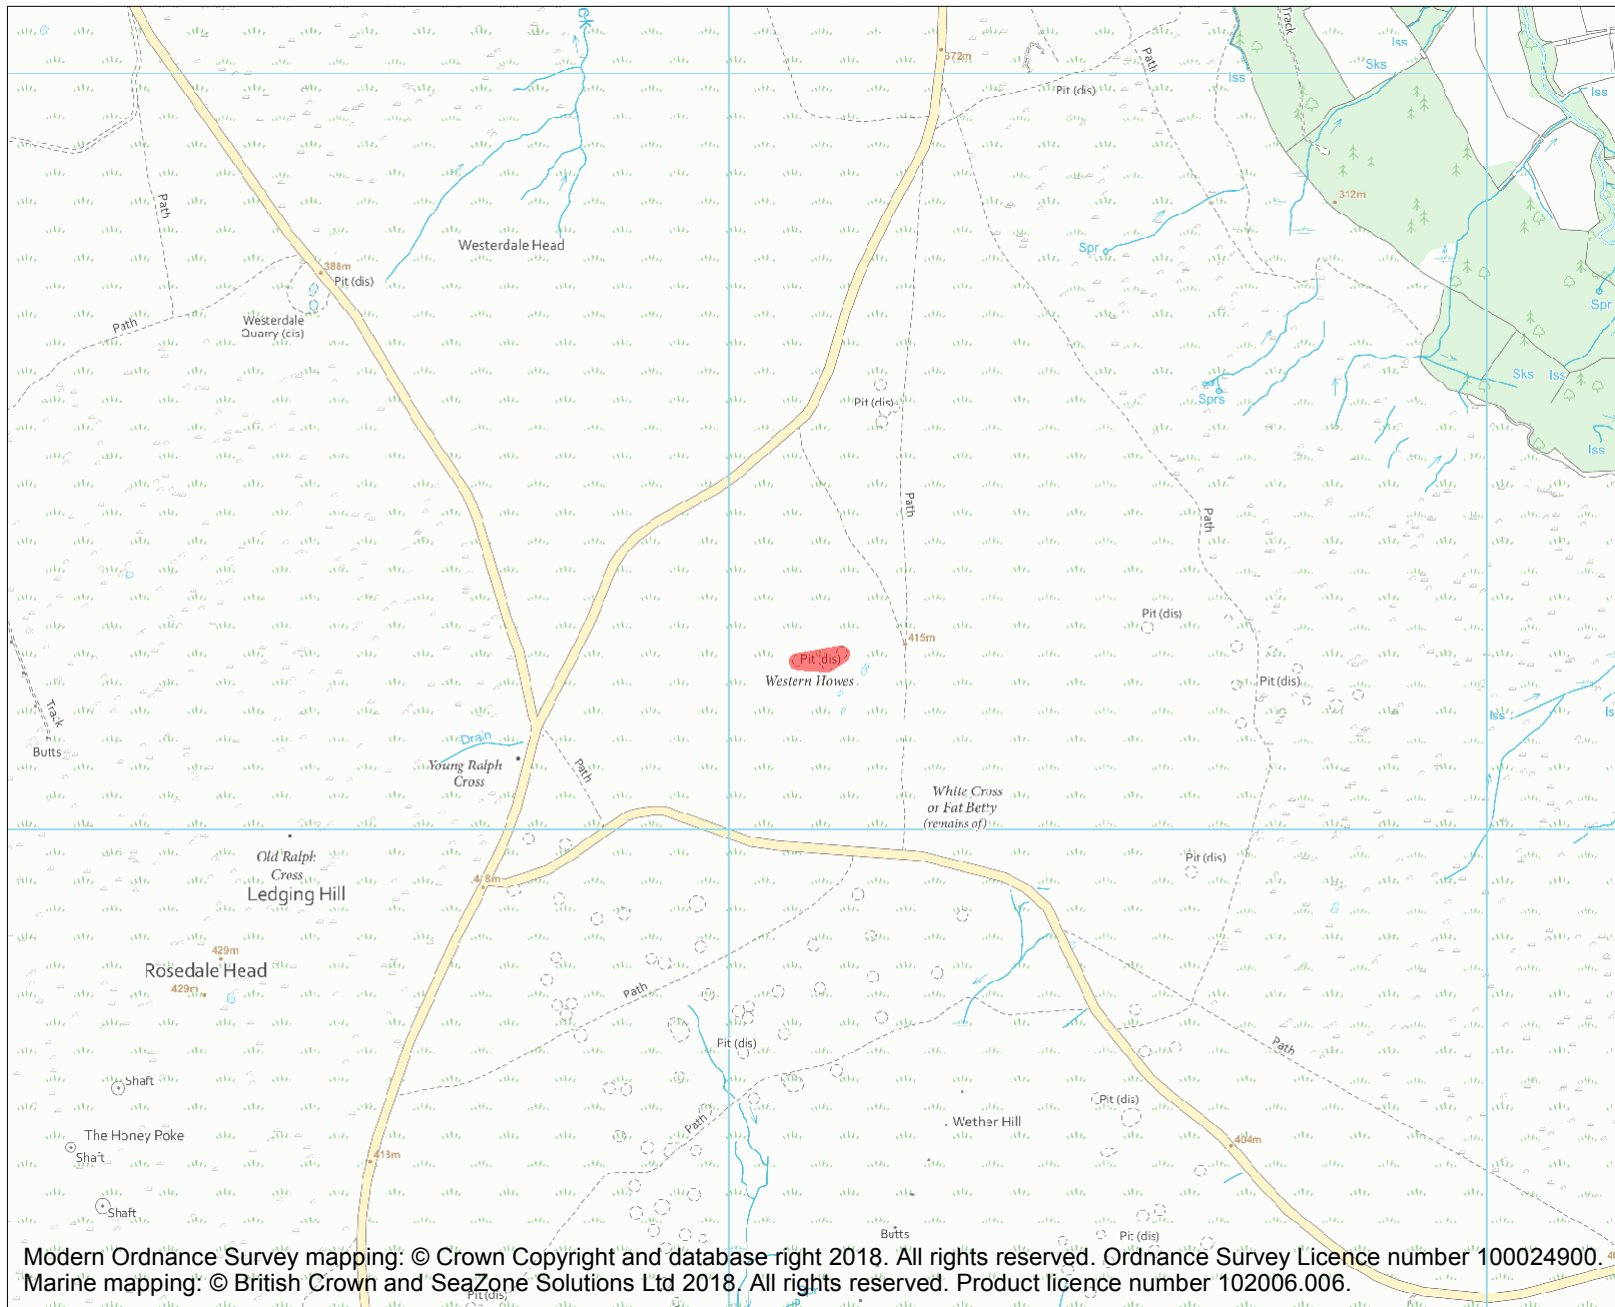 Track
372m
Path
Iss
Sks
Iss
Iss
Pit (dis)
Path
312m
Westerdale Head
Spr
388m
Pit (dis)
Spr
Westerdale
Quarry (dis)
Path
Sks
Iss
Sprs
Pit (dis)
Iss
Path
Path
Pit (dis)
415m
Pit (dis)
Western Howes
Pit (dis)
Track
Iss
Butts
Drain
Young Ralph
Cross
Path
White Cross
or Fat Betty
(remains of)
Old Ralph
Cross
Ledging Hill
Pit (dis)
418m
429m
Rosedale Head
429m
Path
Pit (dis)
Path
Shaft
Pit (dis)
Path
Wether Hill
The Honey Poke
Shaft
413m
404m
Shaft
Butts
Pit (dis)
Modern Ordnance Survey mapping: © Crown Copyright and database right 2018. All rights reserved. Ordnance Survey Licence number 100024900.
Marine mapping: © British Crown and SeaZone Solutions Ltd 2018. All rights reserved. Product licence number 102006.006.
Pit (dis)